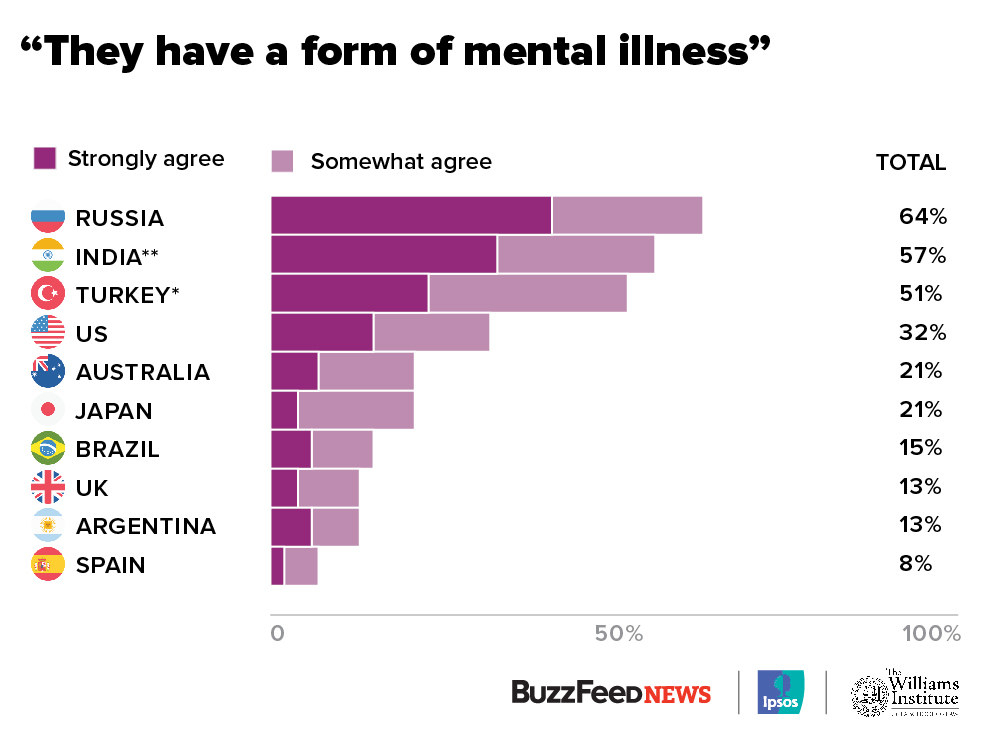 “They have a form of mental illness”
Strongly agree
Somewhat agree
TOTAL
RUSSIA 64%
INDIA** 57%
TURKEY* 51%
US 32%
AUSTRALIA 21%
JAPAN 21%
BRAZIL 15%
UK 13%
ARGENTINA 13%
SPAIN 8%
0 50% 100%
BUZZFEED NEWS
Ipsos
The
Williams
Institute